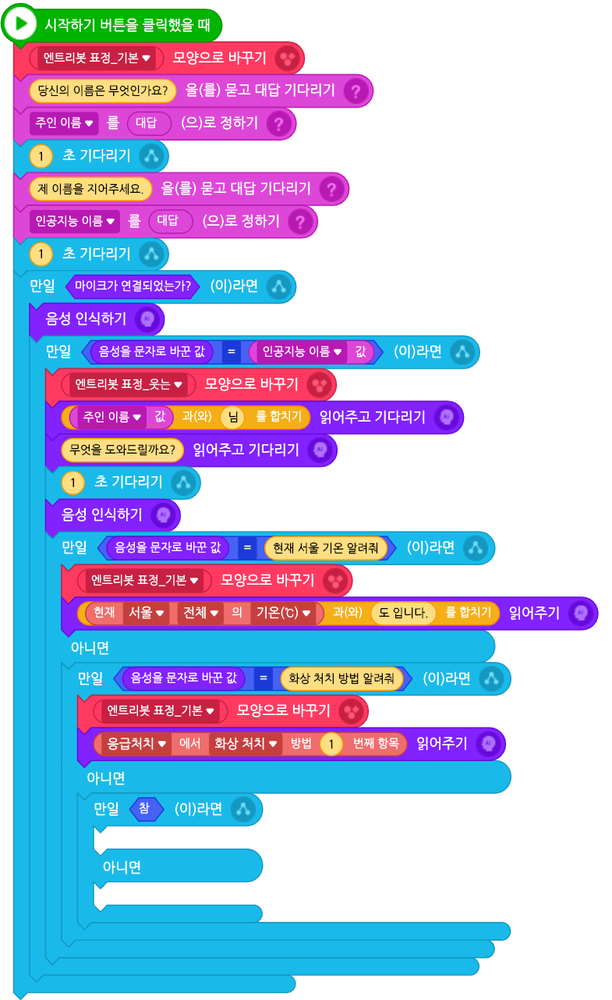 시작하기 버튼을 클릭했을 때
엔트리봇 표정_기본 모양으로 바꾸기
당신의 이름은 무엇인가요? 을(를) 묻고 대답 기다리기 ?
주인 이름 를 대답 (으)로 정하기 ?
1 초 기다리기
제 이름을 지어주세요. 을(를) 묻고 대답 기다리기 ?
인공지능 이름 를 대답 (으)로 정하기 ?
1 초 기다리기
만일 마이크가 연결되었는가? (이)라면
음성 인식하기 AI
만일 음성을 문자로 바꾼 값 = 인공지능 이름 값 (이)라면
엔트리봇 표정_웃는 모양으로 바꾸기
주인 이름 값 과(와) 님 를 합치기 읽어주고 기다리기 AI
무엇을 도와드릴까요? 읽어주고 기다리기 AI
1 초 기다리기
음성 인식하기 AI
만일 음성을 문자로 바꾼 값 = 현재 서울 기온 알려줘 (이)라면
엔트리봇 표정_기본 모양으로 바꾸기
현재 서울 전체 의 기온(℃) 과(와) 도 입니다. 를 합치기 읽어주기 AI
아니면
만일 음성을 문자로 바꾼 값 = 화상 처치 방법 알려줘 (이)라면
엔트리봇 표정_기본 모양으로 바꾸기
응급처치 에서 화상 처치 방법 1 번째 항목 읽어주기 AI
아니면
만일 참 (이)라면
아니면